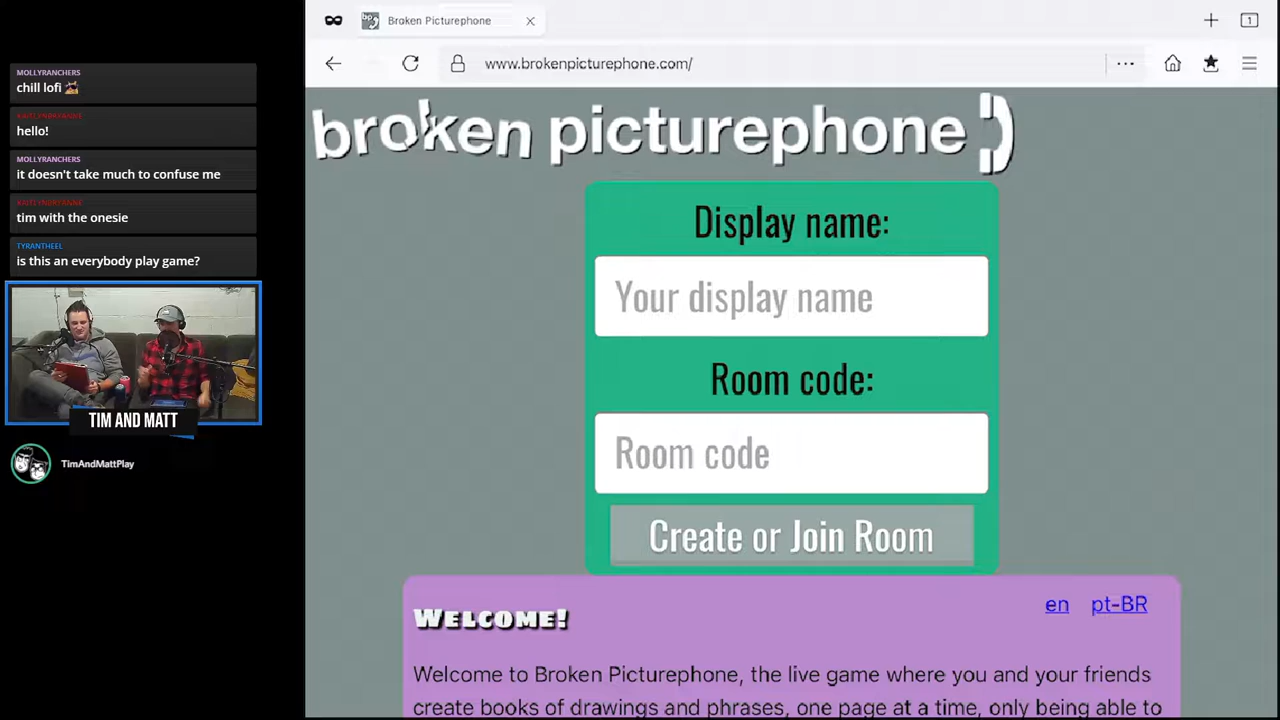 MOLLYRANCHERS
chill lofi
hello!
MOLLYRANCHERS
it doesn't take much to confuse me
tim with the onesie
TYRANTHEEL
is this an everybody play game?
TIM AND MATT
TimAndMattPlay
Broken Picturephone
1
www.brokenpicturephone.com/
broken picturephone
Display name:
Your display name
Room code:
Room code
Create or Join Room
en pt-BR
Welcome!
Welcome to Broken Picturephone, the live game where you and your friends
create books of drawings and phrases, one page at a time, only being able to